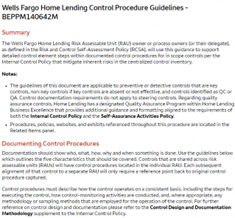 Wells Fargo Home Lending Control Procedure Guidelines -
BEPPM140642M
Summary
The Wells Fargo Home Lending Risk Assessable Unit (RAU) owner or process owners (or their delegate),
as defined in the Risk and Control Self-Assessment Policy (RCSA), will use this guidance to support
detailed control element steps within documented control procedures for in scope controls per the
Internal Control Policy that mitigate inherent risks in the centralized control inventory.
Notes:
The guidelines of this document are applicable to preventive or detective controls that are key
controls, non-key controls if key controls are absent or not effective, and controls identified as QC or
QA. Control documentation requirements do not apply to steering controls. Regarding quality
assurance controls, Home Lending has a designated Quality Assurance Program within Home Lending
Business Excellence that provides additional guidance and formatting aligned to the requirements of
both the Internal Control Policy and the Self-Assurance Activities Policy.
Procedures, policies, websites, and exhibits referenced throughout this procedure are located in the
Related Items panel.
Documenting Control Procedures
Documentation should show who, what, how, why and when something is done. Use the guidelines below
which outlines the five characteristics that should be covered. Controls that are shared across risk
assessable units (RAUs) will have control procedures located in the individual RAU. Each subsequent
alignment of that control to a separate RAU will only require a reference point back to original control
procedure captured.
Control procedures must describe how the control operates on a consistent basis, including the steps for
executing the control, how control-monitoring activities are conducted, and, where appropriate, any
methodology or sampling methods that are employed for the operation of the control. For further
reference on control design and documentation please refer to the Control Design and Documentation
Methodology supplement to the Internal Control Policy.